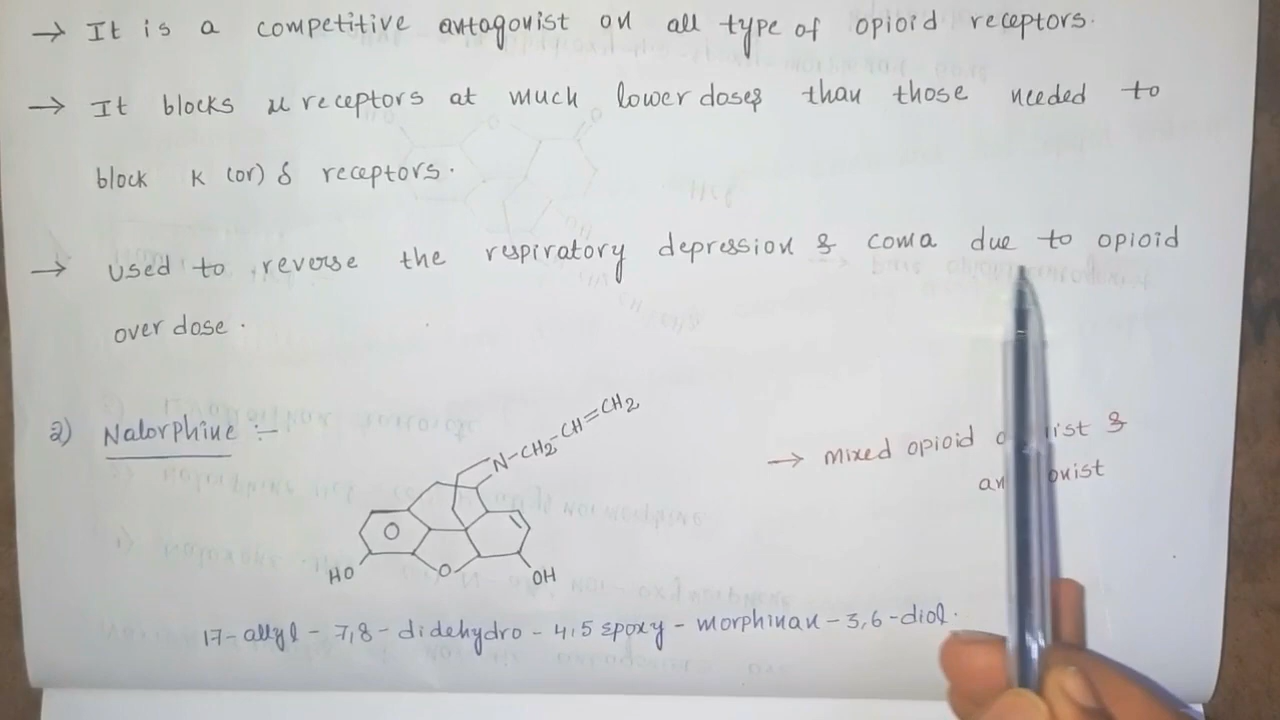 → It is a competitive antagonist on all type of opioid receptors.
→ It blocks μ receptors at much lower doses than those needed to
block K (or) δ receptors.
→ Used to reverse the respiratory depression & coma due to opioid
over dose.
2) Nalorphine :-
N-CH2-CH=CH2
→ mixed opioid & 
HO
O
OH
17-allyl-7,8-didehydro-4,5 epoxy-morphinan-3,6-diol.